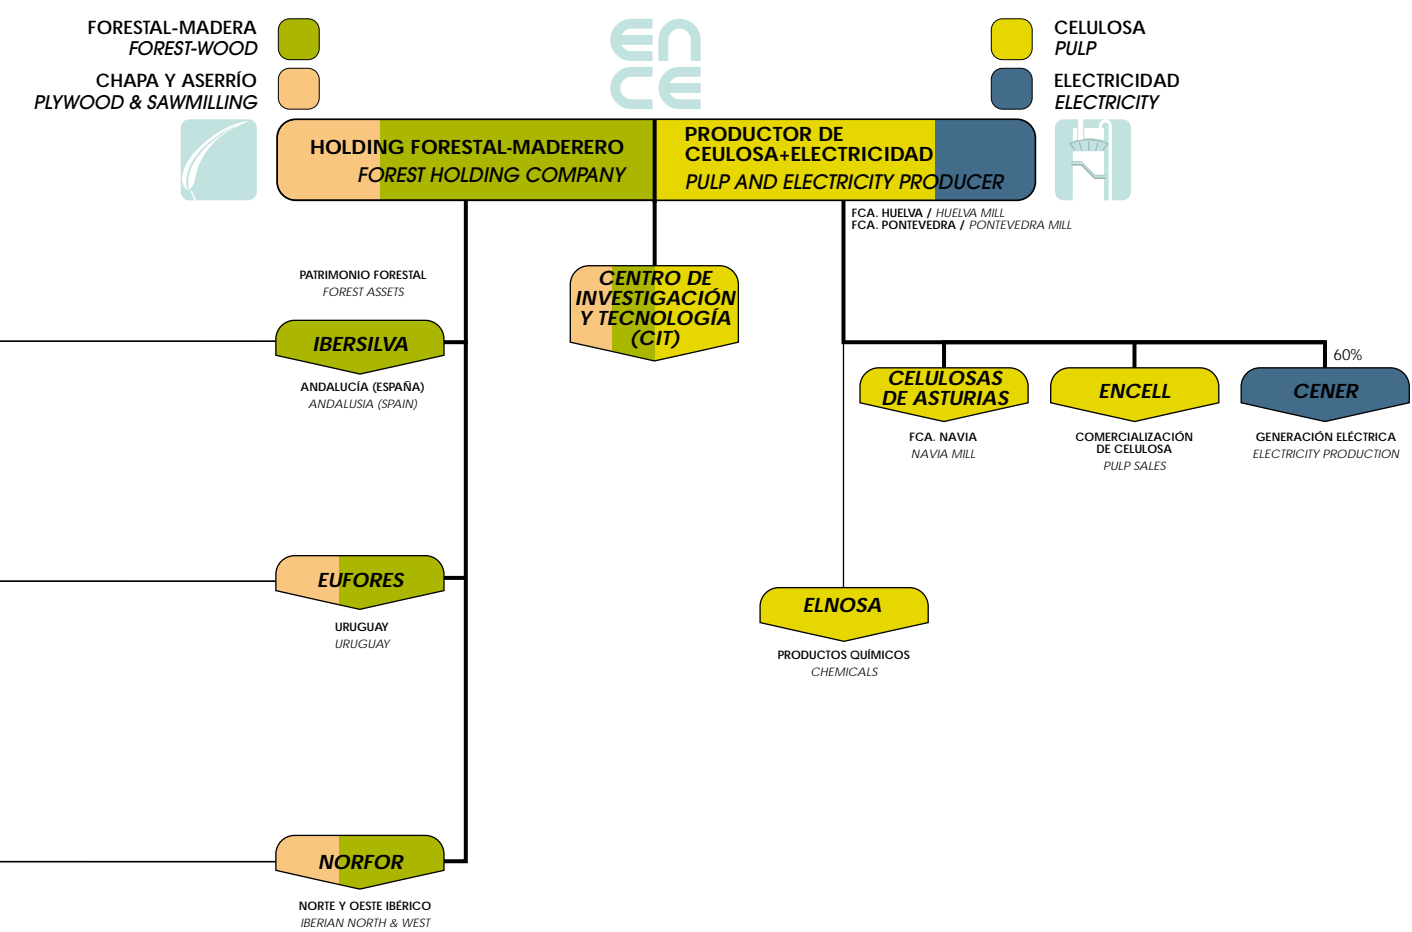 FORESTAL-MADERA
FOREST-WOOD
CHAPA Y ASERRÍO
PLYWOOD & SAWMILLING
ENCE
CELULOSA
PULP
ELECTRICIDAD
ELECTRICITY
HOLDING FORESTAL-MADERERO
FOREST HOLDING COMPANY
PRODUCTOR DE
CEULOSA+ELECTRICIDAD
PULP AND ELECTRICITY PRODUCER
FCA. HUELVA / HUELVA MILL
FCA. PONTEVEDRA / PONTEVEDRA MILL
PATRIMONIO FORESTAL
FOREST ASSETS
IBERSILVA
ANDALUCÍA (ESPAÑA)
ANDALUSIA (SPAIN)
CENTRO DE
INVESTIGACIÓN
Y TECNOLOGÍA
(CIT)
60%
CELULOSAS
DE ASTURIAS
FCA. NAVIA
NAVIA MILL
ENCELL
COMERCIALIZACIÓN
DE CELULOSA
PULP SALES
CENER
GENERACIÓN ELÉCTRICA
ELECTRICITY PRODUCTION
EUFORES
URUGUAY
URUGUAY
ELNOSA
PRODUCTOS QUÍMICOS
CHEMICALS
NORFOR
NORTE Y OESTE IBÉRICO
IBERIAN NORTH & WEST